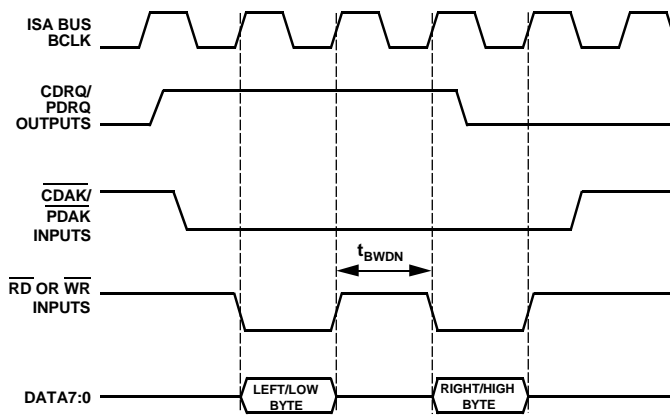 ISA BUS
BCLK
CDRQ/
PDRQ
OUTPUTS
CDAK/
PDAK
INPUTS
tBWDN
RD OR WR
INPUTS
DATA7:0
LEFT/LOW
BYTE
RIGHT/HIGH
BYTE